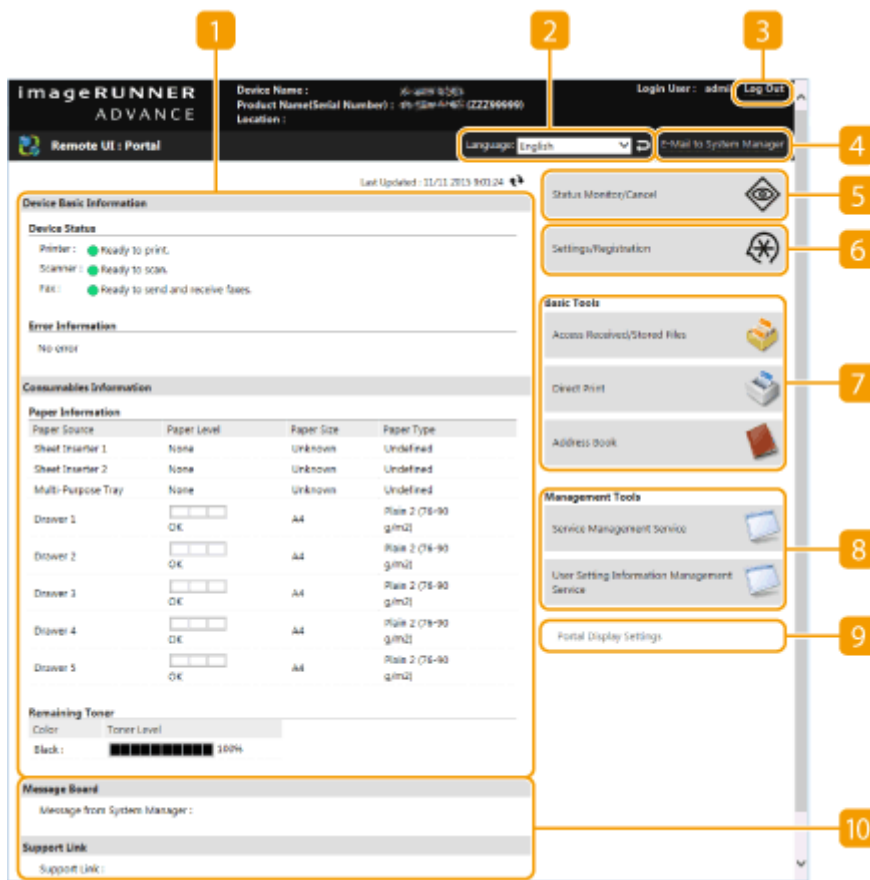 1
2
3
imageRUNNER
ADVANCE
Device Name :
Product Name(Serial Number) : (ZZZ99999)
Location :
Login User : admi Log Out
Remote UI : Portal
Language: English
E-Mail to System Manager
4
Last Updated : 11/11 2015 9:01:24
Device Basic Information
Device Status
Printer : Ready to print.
Scanner : Ready to scan.
Fax : Ready to send and receive faxes.
Error Information
No error
Consumables Information
Paper Information
Paper Source Paper Level Paper Size Paper Type
Sheet Inserter 1 None Unknown Undefined
Sheet Inserter 2 None Unknown Undefined
Multi-Purpose Tray None Unknown Undefined
Drawer 1 OK A4 Plain 2 (76-90 g/m2)
Drawer 2 OK A4 Plain 2 (76-90 g/m2)
Drawer 3 OK A4 Plain 2 (76-90 g/m2)
Drawer 4 OK A4 Plain 2 (76-90 g/m2)
Drawer 5 OK A4 Plain 2 (76-90 g/m2)
Remaining Toner
Color Toner Level
Black : 100%
Message Board
Message from System Manager :
Support Link
Support Link :
Status Monitor/Cancel
5
Settings/Registration
6
Basic Tools
Access Received/Stored Files
Direct Print
7
Address Book
Management Tools
Service Management Service
8
User Setting Information Management
Service
Portal Display Settings
9
10